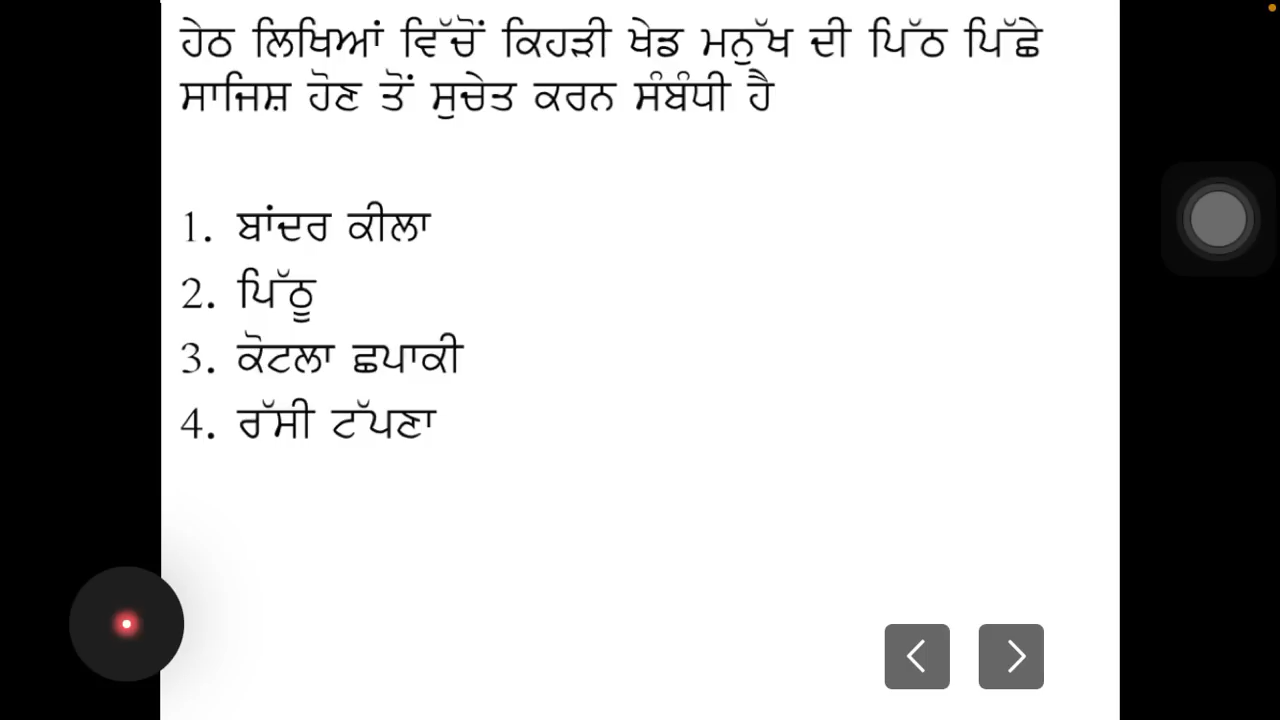 ਹੇਠ ਲਿਖਿਆਂ ਵਿੱਚੋਂ ਕਿਹੜੀ ਖੇਡ ਮਨੁੱਖ ਦੀ ਪਿੱਠ ਪਿੱਛੇ
ਸਾਜਿਸ਼ ਹੋਣ ਤੋਂ ਸੁਚੇਤ ਕਰਨ ਸੰਬੰਧੀ ਹੈ
1. ਬਾਂਦਰ ਕੀਲਾ
2. ਪਿੱਠੂ
3. ਕੋਟਲਾ ਛਪਾਕੀ
4. ਰੱਸੀ ਟੱਪਣਾ